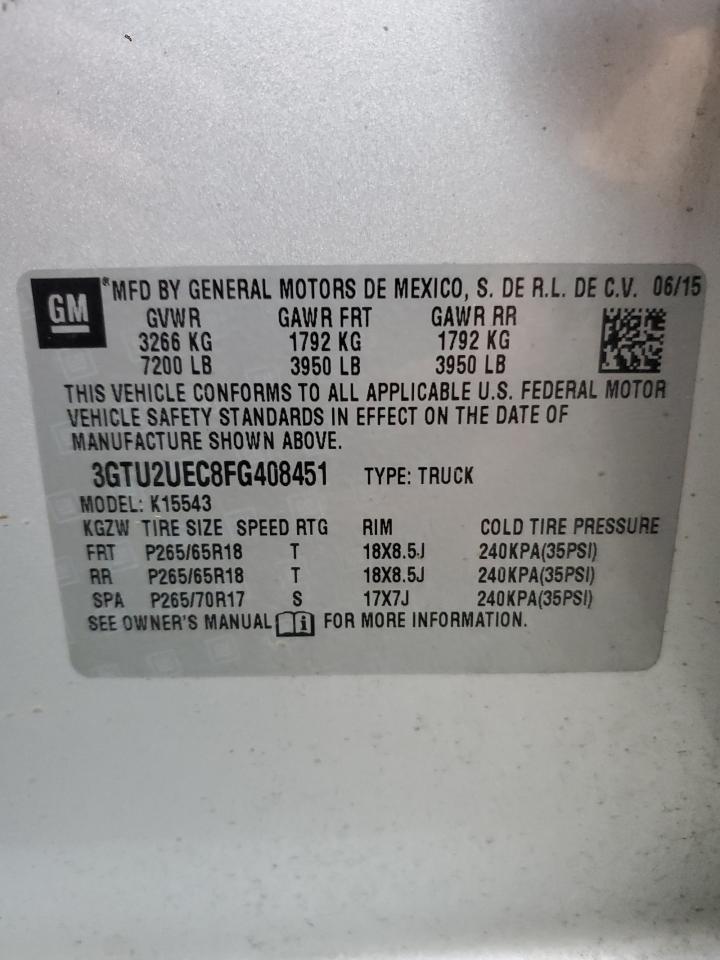 GM ® MFD BY GENERAL MOTORS DE MEXICO, S. DE R.L. DE C.V. 06/15
GVWR GAWR FRT GAWR RR
3266 KG 1792 KG 1792 KG
7200 LB 3950 LB 3950 LB
THIS VEHICLE CONFORMS TO ALL APPLICABLE U.S. FEDERAL MOTOR
VEHICLE SAFETY STANDARDS IN EFFECT ON THE DATE OF
MANUFACTURE SHOWN ABOVE.
3GTU2UEC8FG408451 TYPE: TRUCK
MODEL: K15543
KGZW TIRE SIZE SPEED RTG RIM COLD TIRE PRESSURE
FRT P265/65R18 T 18X8.5J 240KPA(35PSI)
RR P265/65R18 T 18X8.5J 240KPA(35PSI)
SPA P265/70R17 S 17X7J 240KPA(35PSI)
SEE OWNER'S MANUAL i FOR MORE INFORMATION.